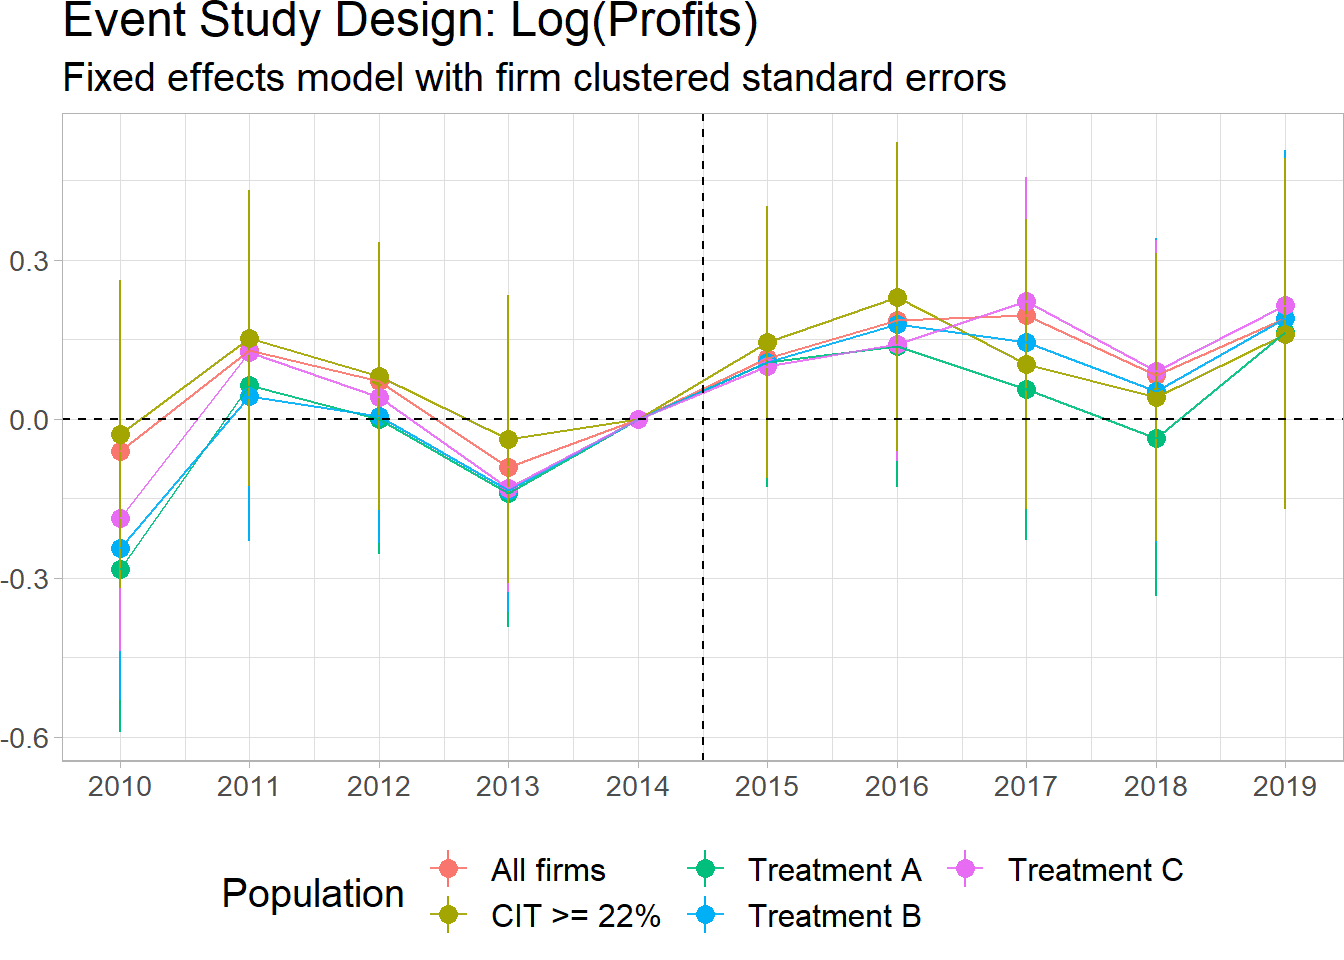 Event Study Design: Log(Profits)
Fixed effects model with firm clustered standard errors
0.3
0.0
-0.3
-0.6
2010 2011 2012 2013 2014 2015 2016 2017 2018 2019
Population
All firms Treatment A Treatment C
CIT >= 22% Treatment B